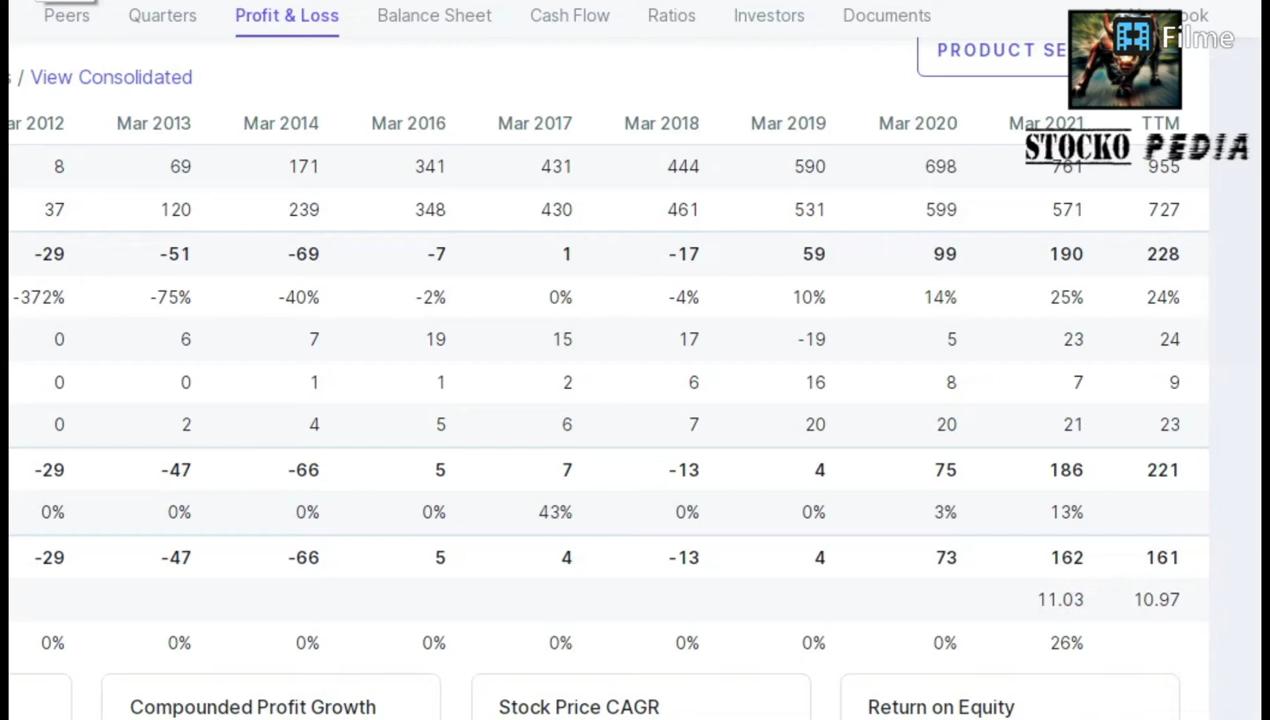 Peers Quarters Profit & Loss Balance Sheet Cash Flow Ratios Investors Documents
Filme
PRODUCT SE
/ View Consolidated
ar 2012 Mar 2013 Mar 2014 Mar 2016 Mar 2017 Mar 2018 Mar 2019 Mar 2020 Mar 2021 TTM
STOCKO PEDIA
8 69 171 341 431 444 590 698 761 955
37 120 239 348 430 461 531 599 571 727
-29 -51 -69 -7 1 -17 59 99 190 228
-372% -75% -40% -2% 0% -4% 10% 14% 25% 24%
0 6 7 19 15 17 -19 5 23 24
0 0 1 1 2 6 16 8 7 9
0 2 4 5 6 7 20 20 21 23
-29 -47 -66 5 7 -13 4 75 186 221
0% 0% 0% 0% 43% 0% 0% 3% 13%
-29 -47 -66 5 4 -13 4 73 162 161
11.03 10.97
0% 0% 0% 0% 0% 0% 0% 0% 26%
Compounded Profit Growth Stock Price CAGR Return on Equity